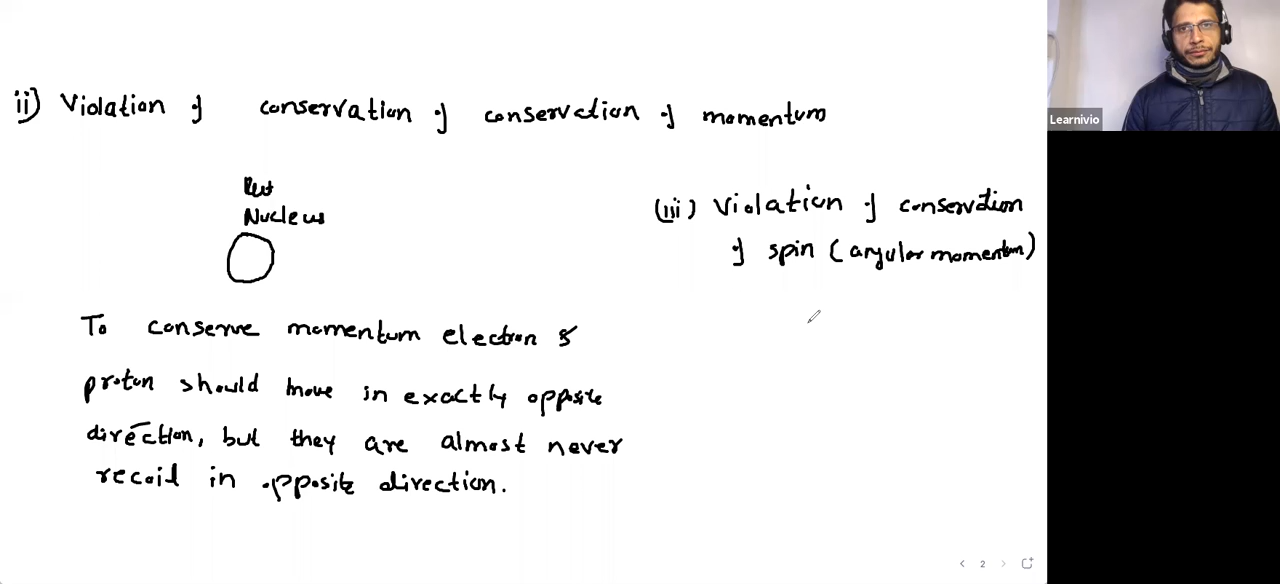 ii) Violation of conservation of conservation of momentum
Rest
Nucleus
To conserve momentum electron &
proton should move in exactly opposite
direction, but they are almost never
recoil in opposite direction.
(iii) Violation of conservation
of spin (angular momentum)
Learnivio
2